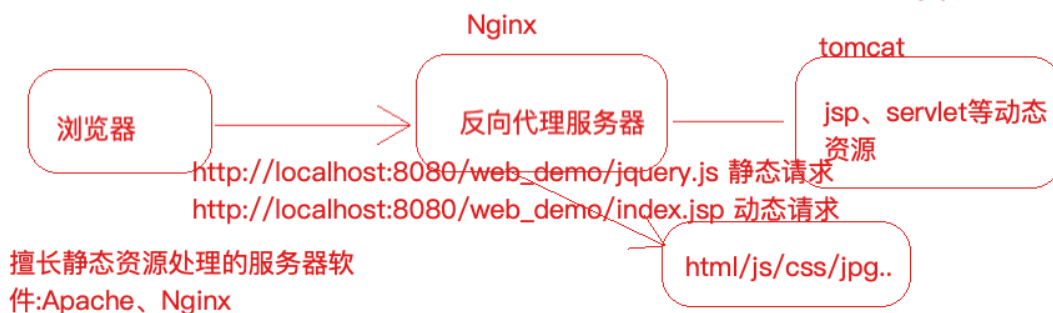 Nginx
tomcat
浏览器
反向代理服务器
jsp、servlet等动态
资源
http://localhost:8080/web_demo/jquery.js 静态请求
http://localhost:8080/web_demo/index.jsp 动态请求
html/js/css/jpg..
擅长静态资源处理的服务器软
件:Apache、Nginx